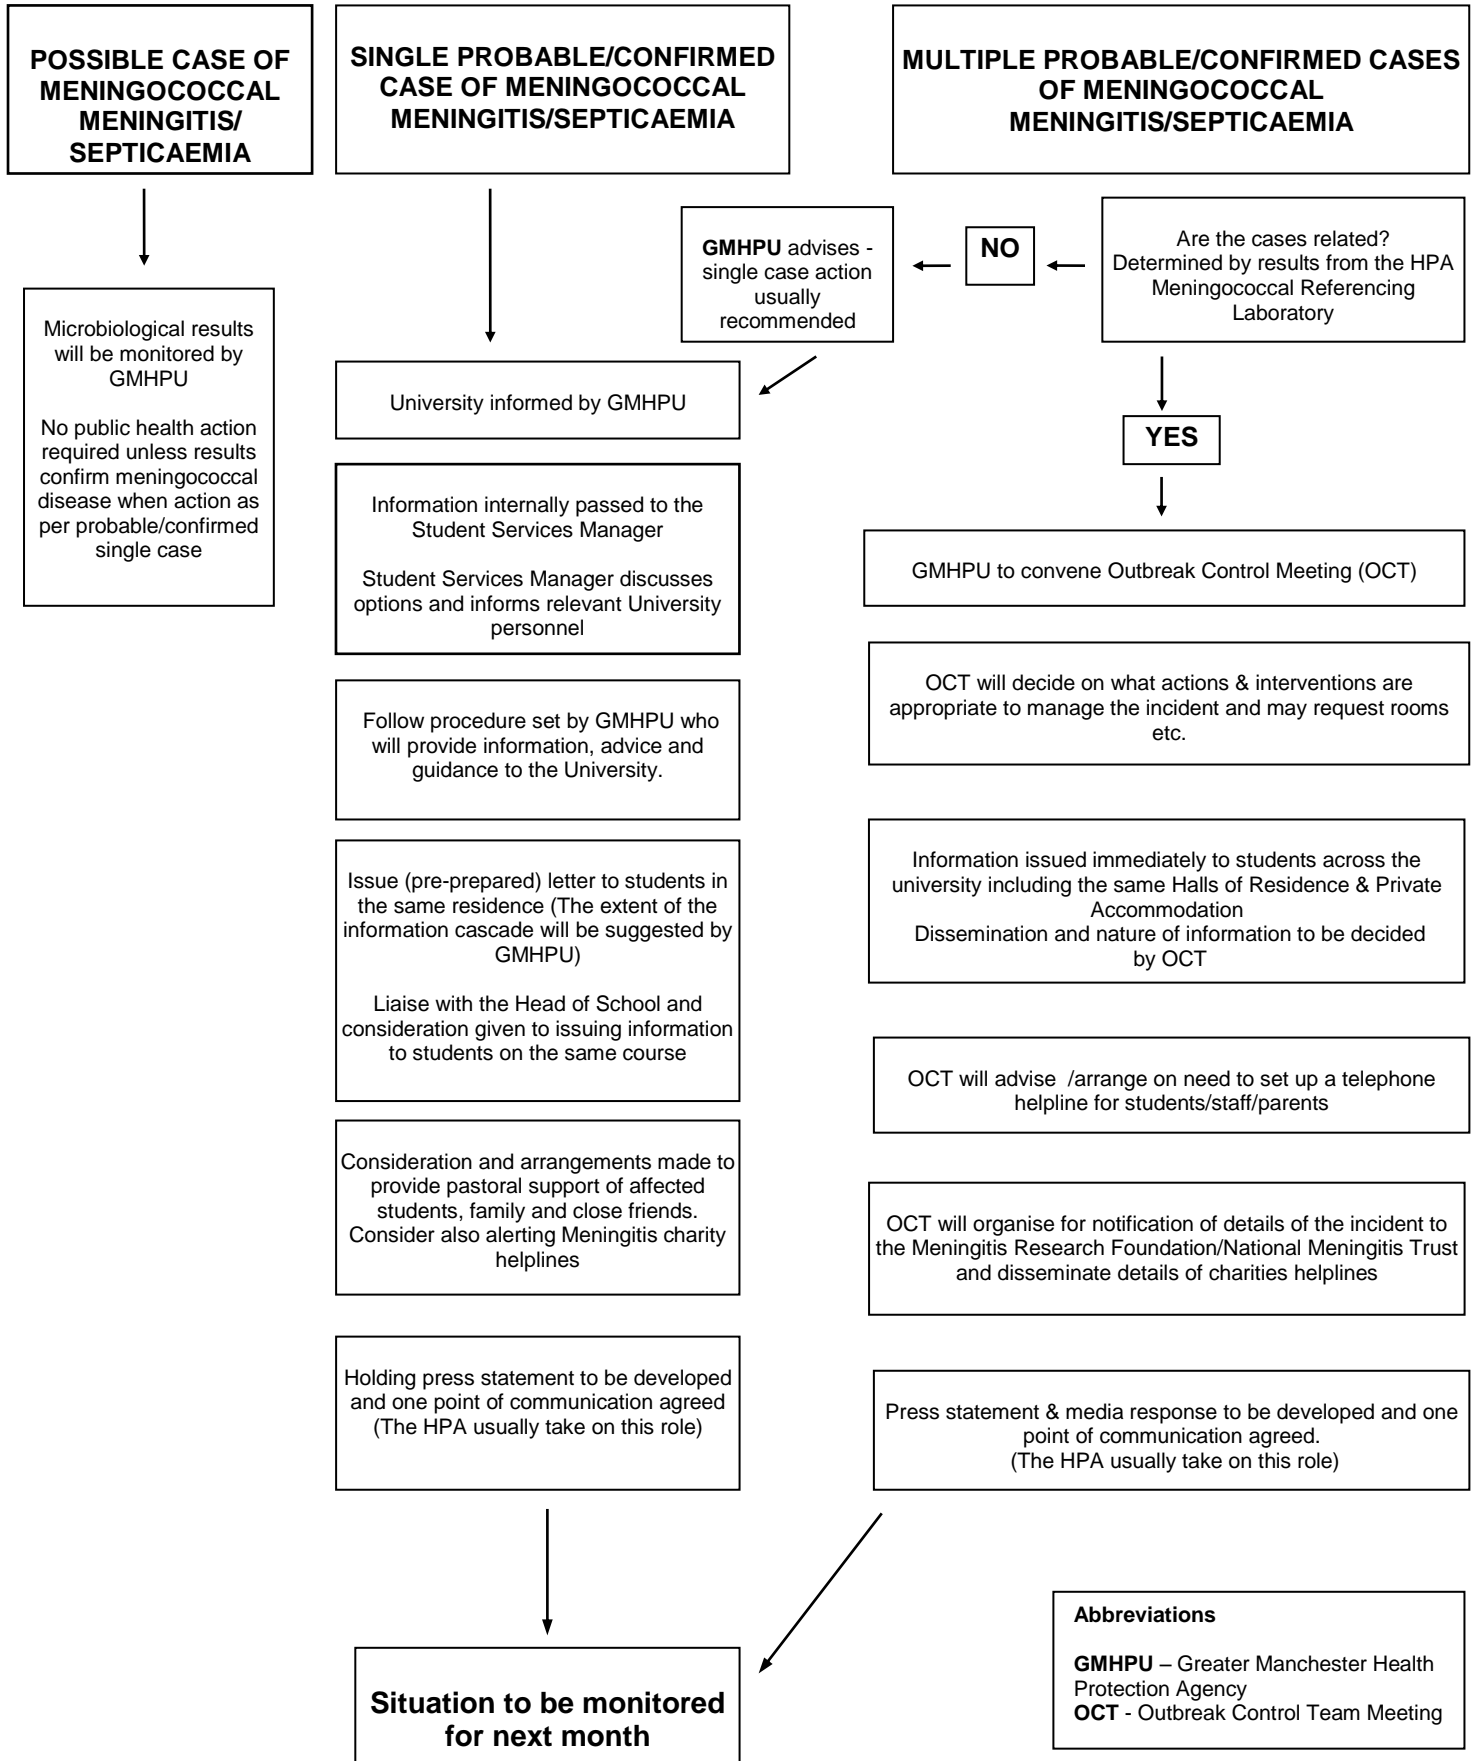 POSSIBLE CASE OF
MENINGOCOCCAL
MENINGITIS/
SEPTICAEMIA
Microbiological results
will be monitored by
GMHPU
No public health action
required unless results
confirm meningococcal
disease when action as
per probable/confirmed
single case
SINGLE PROBABLE/CONFIRMED
CASE OF MENINGOCOCCAL
MENINGITIS/SEPTICAEMIA
University informed by GMHPU
Information internally passed to the
Student Services Manager
Student Services Manager discusses
options and informs relevant University
personnel
Follow procedure set by GMHPU who
will provide information, advice and
guidance to the University.
Issue (pre-prepared) letter to students in
the same residence (The extent of the
information cascade will be suggested by
GMHPU)
Liaise with the Head of School and
consideration given to issuing information
to students on the same course
Consideration and arrangements made to
provide pastoral support of affected
students, family and close friends.
Consider also alerting Meningitis charity
helplines
Holding press statement to be developed
and one point of communication agreed
(The HPA usually take on this role)
MULTIPLE PROBABLE/CONFIRMED CASES
OF MENINGOCOCCAL
MENINGITIS/SEPTICAEMIA
Are the cases related?
Determined by results from the HPA
Meningococcal Referencing
Laboratory
NO
GMHPU advises -
single case action
usually
recommended
YES
GMHPU to convene Outbreak Control Meeting (OCT)
OCT will decide on what actions & interventions are
appropriate to manage the incident and may request rooms
etc.
Information issued immediately to students across the
university including the same Halls of Residence & Private
Accommodation
Dissemination and nature of information to be decided
by OCT
OCT will advise /arrange on need to set up a telephone
helpline for students/staff/parents
OCT will organise for notification of details of the incident to
the Meningitis Research Foundation/National Meningitis Trust
and disseminate details of charities helplines
Press statement & media response to be developed and one
point of communication agreed.
(The HPA usually take on this role)
Situation to be monitored
for next month
Abbreviations
GMHPU – Greater Manchester Health
Protection Agency
OCT - Outbreak Control Team Meeting